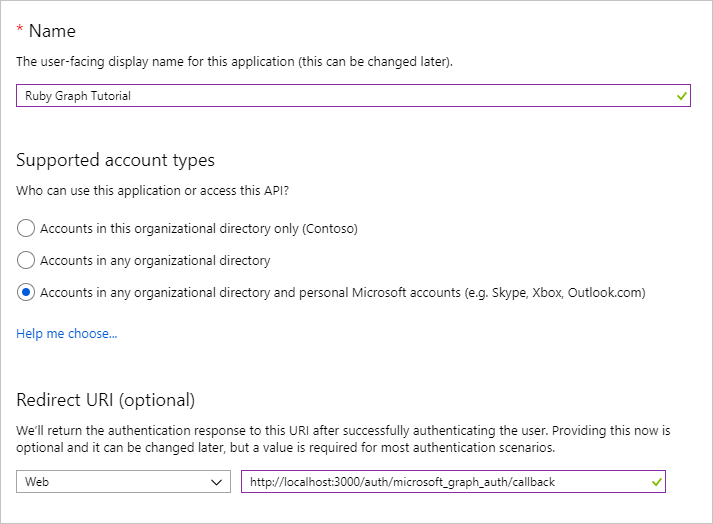 * Name
The user-facing display name for this application (this can be changed later).
Ruby Graph Tutorial
Supported account types
Who can use this application or access this API?
Accounts in this organizational directory only (Contoso)
Accounts in any organizational directory
Accounts in any organizational directory and personal Microsoft accounts (e.g. Skype, Xbox, Outlook.com)
Help me choose...
Redirect URI (optional)
We'll return the authentication response to this URI after successfully authenticating the user. Providing this now is
optional and it can be changed later, but a value is required for most authentication scenarios.
Web http://localhost:3000/auth/microsoft_graph_auth/callback